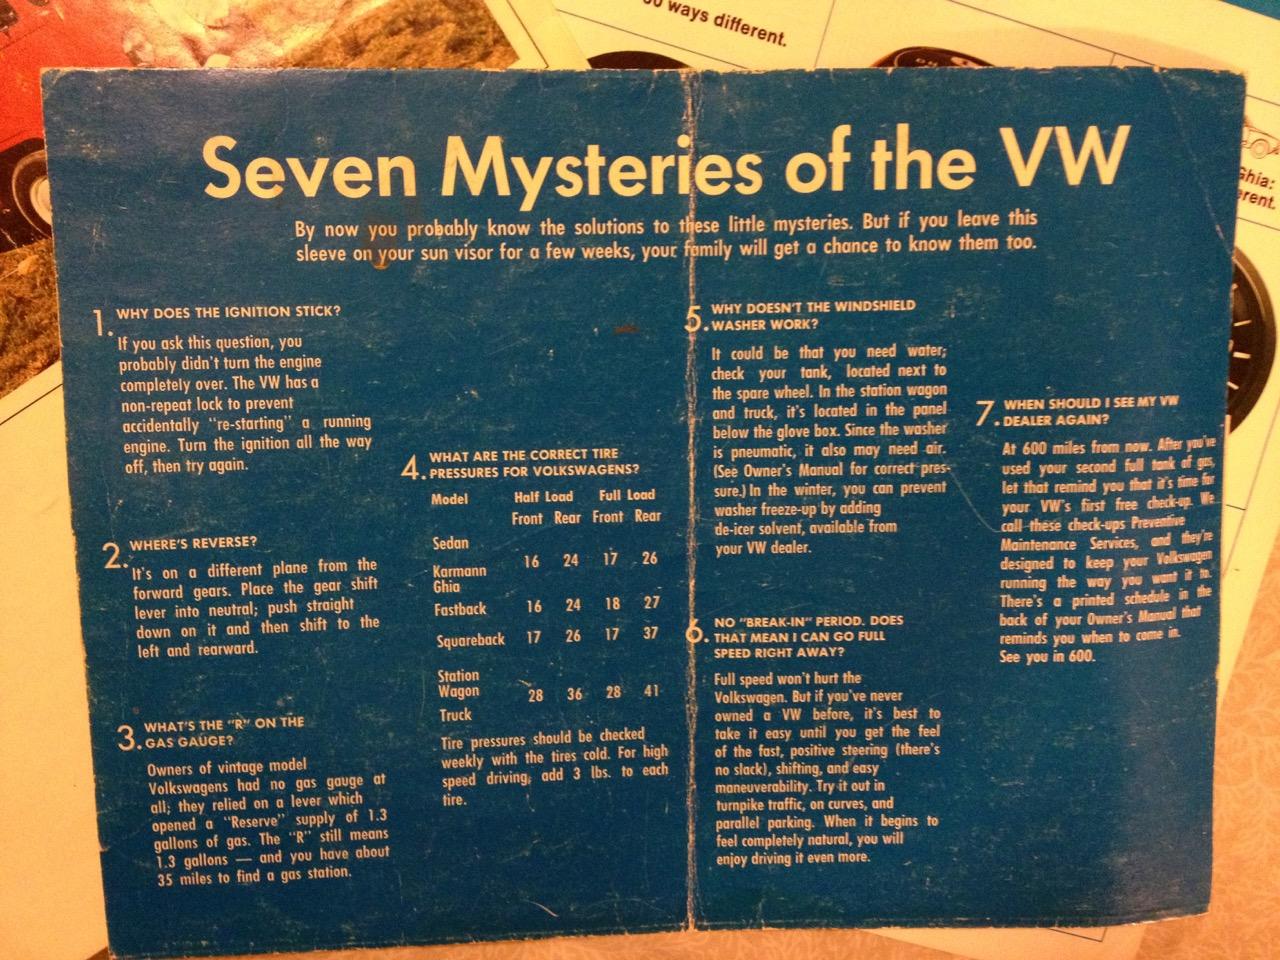 0 ways different.
Seven Mysteries of the VW
By now you probably know the solutions to these little mysteries. But if you leave this
sleeve on your sun visor for a few weeks, your family will get a chance to know them too.
1. WHY DOES THE IGNITION STICK?
If you ask this question, you
probably didn't turn the engine
completely over. The VW has a
non-repeat lock to prevent
accidentally "re-starting" a running
engine. Turn the ignition all the way
off, then try again.
2. WHERE'S REVERSE?
It's on a different plane from the
forward gears. Place the gear shift
lever into neutral; push straight
down on it and then shift to the
left and rearward.
3. WHAT'S THE "R" ON THE
GAS GAUGE?
Owners of vintage model
Volkswagens had no gas gauge at
all; they relied on a lever which
opened a "Reserve" supply of 1.3
gallons of gas. The "R" still means
1.3 gallons — and you have about
35 miles to find a gas station.
4. WHAT ARE THE CORRECT TIRE
PRESSURES FOR VOLKSWAGENS?
Model Half Load Full Load
Front Rear Front Rear
Sedan
16 24 17 26
Karmann
Ghia
Fastback 16 24 18 27
Squareback 17 26 17 37
Station
Wagon 28 36 28 41
Truck
Tire pressures should be checked
weekly with the tires cold. For high
speed driving, add 3 lbs. to each
tire.
5. WHY DOESN'T THE WINDSHIELD
WASHER WORK?
It could be that you need water;
check your tank, located next to
the spare wheel. In the station wagon
and truck, it's located in the panel
below the glove box. Since the washer
is pneumatic, it also may need air.
(See Owner's Manual for correct pres-
sure.) In the winter, you can prevent
washer freeze-up by adding
de-icer solvent, available from
your VW dealer.
6. NO "BREAK-IN" PERIOD. DOES
THAT MEAN I CAN GO FULL
SPEED RIGHT AWAY?
Full speed won't hurt the
Volkswagen. But if you've never
owned a VW before, it's best to
take it easy until you get the feel
of the fast, positive steering (there's
no slack), shifting, and easy
maneuverability. Try it out in
turnpike traffic, on curves, and
parallel parking. When it begins to
feel completely natural, you will
enjoy driving it even more.
7. WHEN SHOULD I SEE MY VW
DEALER AGAIN?
At 600 miles from now. After you've
used your second full tank of gas,
let that remind you that it's time for
your VW's first free check-up. We
call these check-ups Preventive
Maintenance Services, and they're
designed to keep your Volkswagen
running the way you want it to.
There's a printed schedule in the
back of your Owner's Manual that
reminds you when to come in.
See you in 600.
Ghia:
erent.